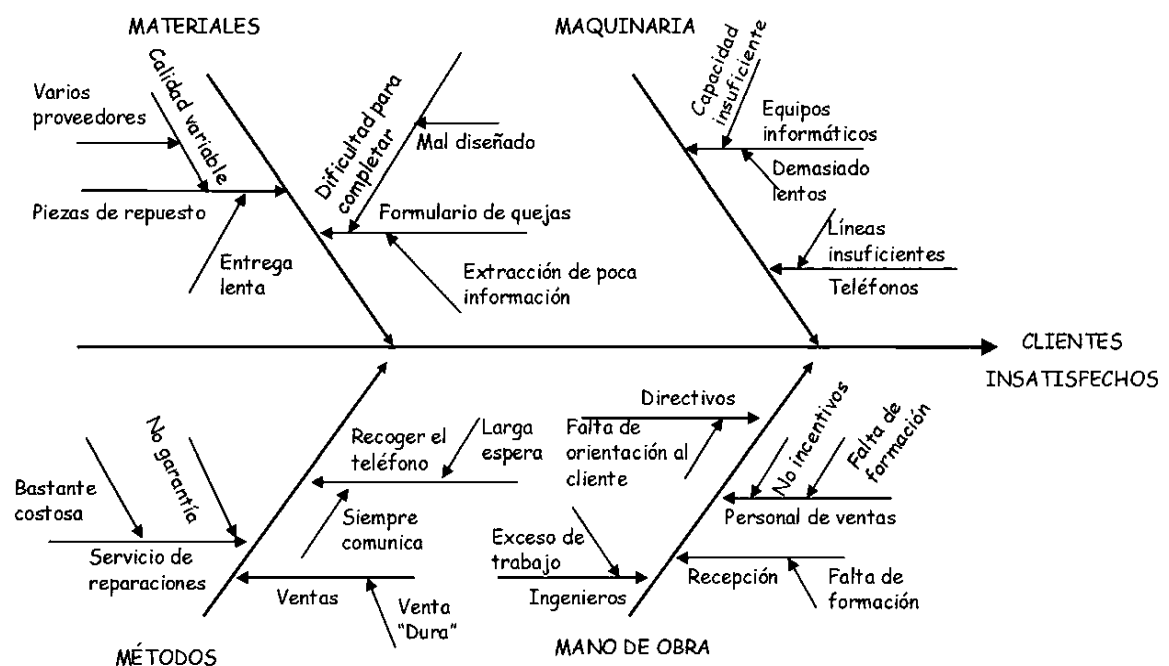 MATERIALES
MAQUINARIA
Varios
proveedores
Calidad variable
Piezas de repuesto
Entrega
lenta
Dificultad para
completar
Mal diseñado
Formulario de quejas
Extracción de poca
información
Capacidad
insuficiente
Equipos
informáticos
Demasiado
lentos
Líneas
insuficientes
Teléfonos
CLIENTES
INSATISFECHOS
Bastante
costosa
No garantía
Servicio de
reparaciones
Recoger el
teléfono
Larga
espera
Siempre
comunica
Ventas
Venta
"Dura"
Directivos
Falta de
orientación al
cliente
No incentivos
Falta de
formación
Personal de ventas
Exceso de
trabajo
Ingenieros
Recepción
Falta de
formación
MÉTODOS
MANO DE OBRA